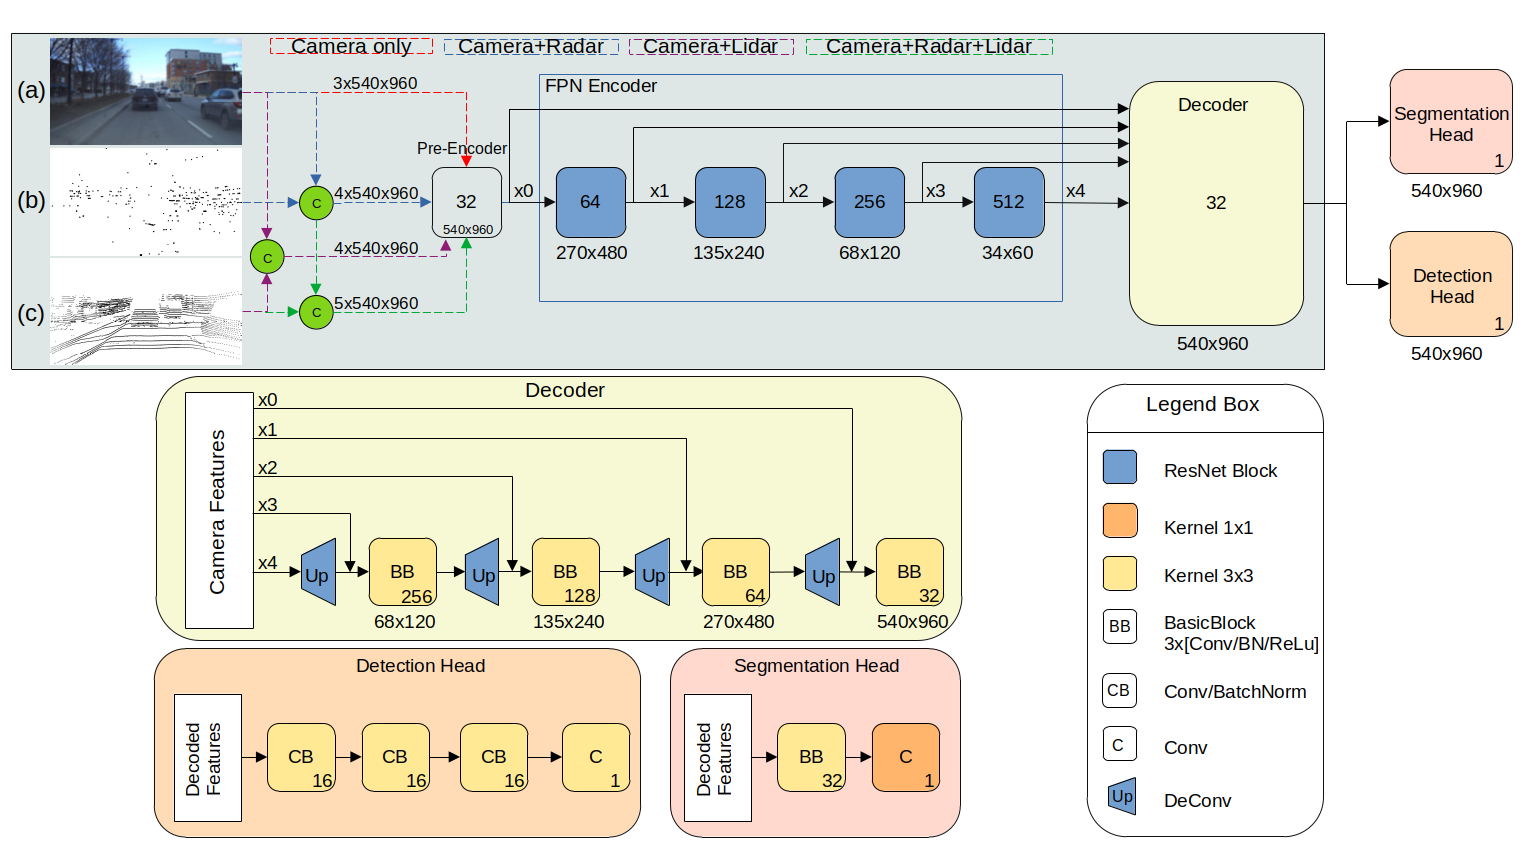 Camera only
Camera+Radar
Camera+Lidar
Camera+Radar+Lidar
(a)
3x540x960
FPN Encoder
Decoder
Segmentation
Head
1
540x960
Pre-Encoder
(b)
C
4x540x960
32
540x960
x0
64
270x480
x1
128
135x240
x2
256
68x120
x3
512
34x60
x4
32
540x960
C
4x540x960
(c)
C
5x540x960
Detection
Head
1
540x960
Decoder
Camera Features
x0
x1
x2
x3
x4
Up
BB
256
68x120
Up
BB
128
135x240
Up
BB
64
270x480
Up
BB
32
540x960
Legend Box
ResNet Block
Kernel 1x1
Kernel 3x3
BB
BasicBlock
3x[Conv/BN/ReLu]
CB
Conv/BatchNorm
C
Conv
Up
DeConv
Detection Head
Decoded
Features
CB
16
CB
16
CB
16
C
1
Segmentation Head
Decoded
Features
BB
32
C
1